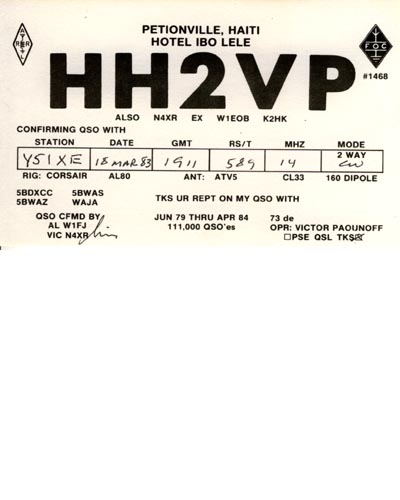 PETIONVILLE, HAITI
HOTEL IBO LELE
HH2VP
A R R L
FOC
#1468
ALSO N4XR EX W1EOB K2HK
CONFIRMING QSO WITH
STATION DATE GMT RS/T MHZ MODE
2 WAY
Y51XE 18 MAR 83 1911 589 14 CW
RIG: CORSAIR AL80 ANT: ATV5 CL33 160 DIPOLE
5BDXCC 5BWAS
5BWAZ WAJA TKS UR REPT ON MY QSO WITH
QSO CFMD BY JUN 79 THRU APR 84 73 de
AL W1FJ 111,000 QSO'es OPR: VICTOR PAOUNOFF
VIC N4XR □PSE QSL TKS☒